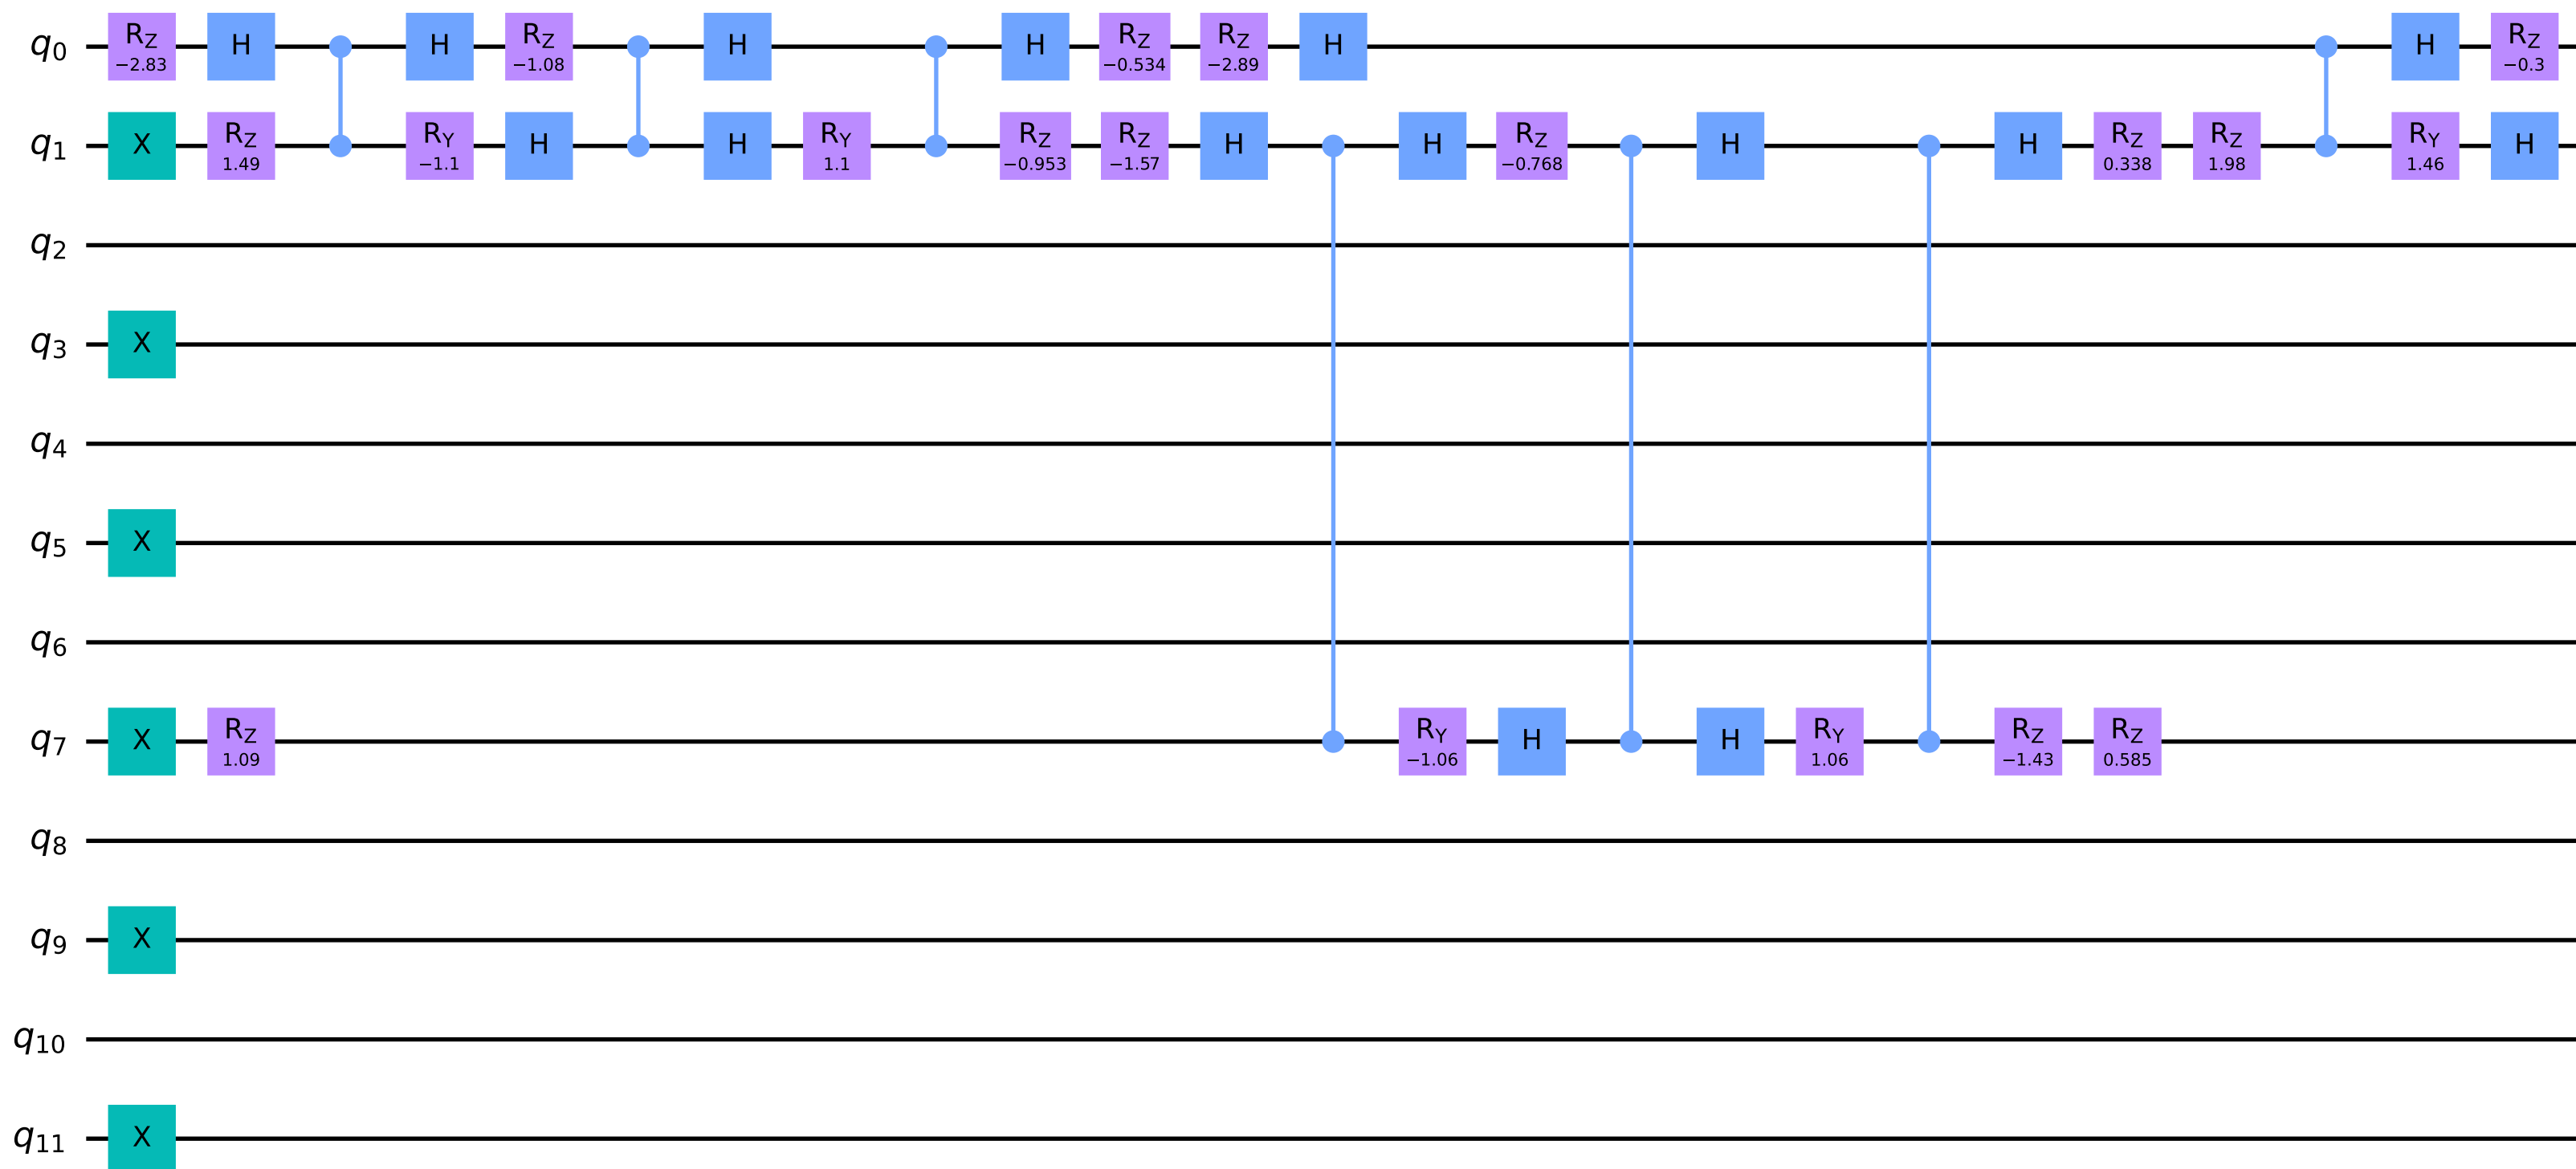 q0 RZ −2.83 H H RZ −1.08 H H RZ −0.534 RZ −2.89 H H RZ −0.3
q1 X RZ 1.49 RY −1.1 H H RY 1.1 RZ −0.953 RZ −1.57 H H RZ −0.768 H H RZ 0.338 RZ 1.98 RY 1.46 H
q2
q3 X
q4
q5 X
q6
q7 X RZ 1.09 RY −1.06 H H RY 1.06 RZ −1.43 RZ 0.585
q8
q9 X
q10
q11 X